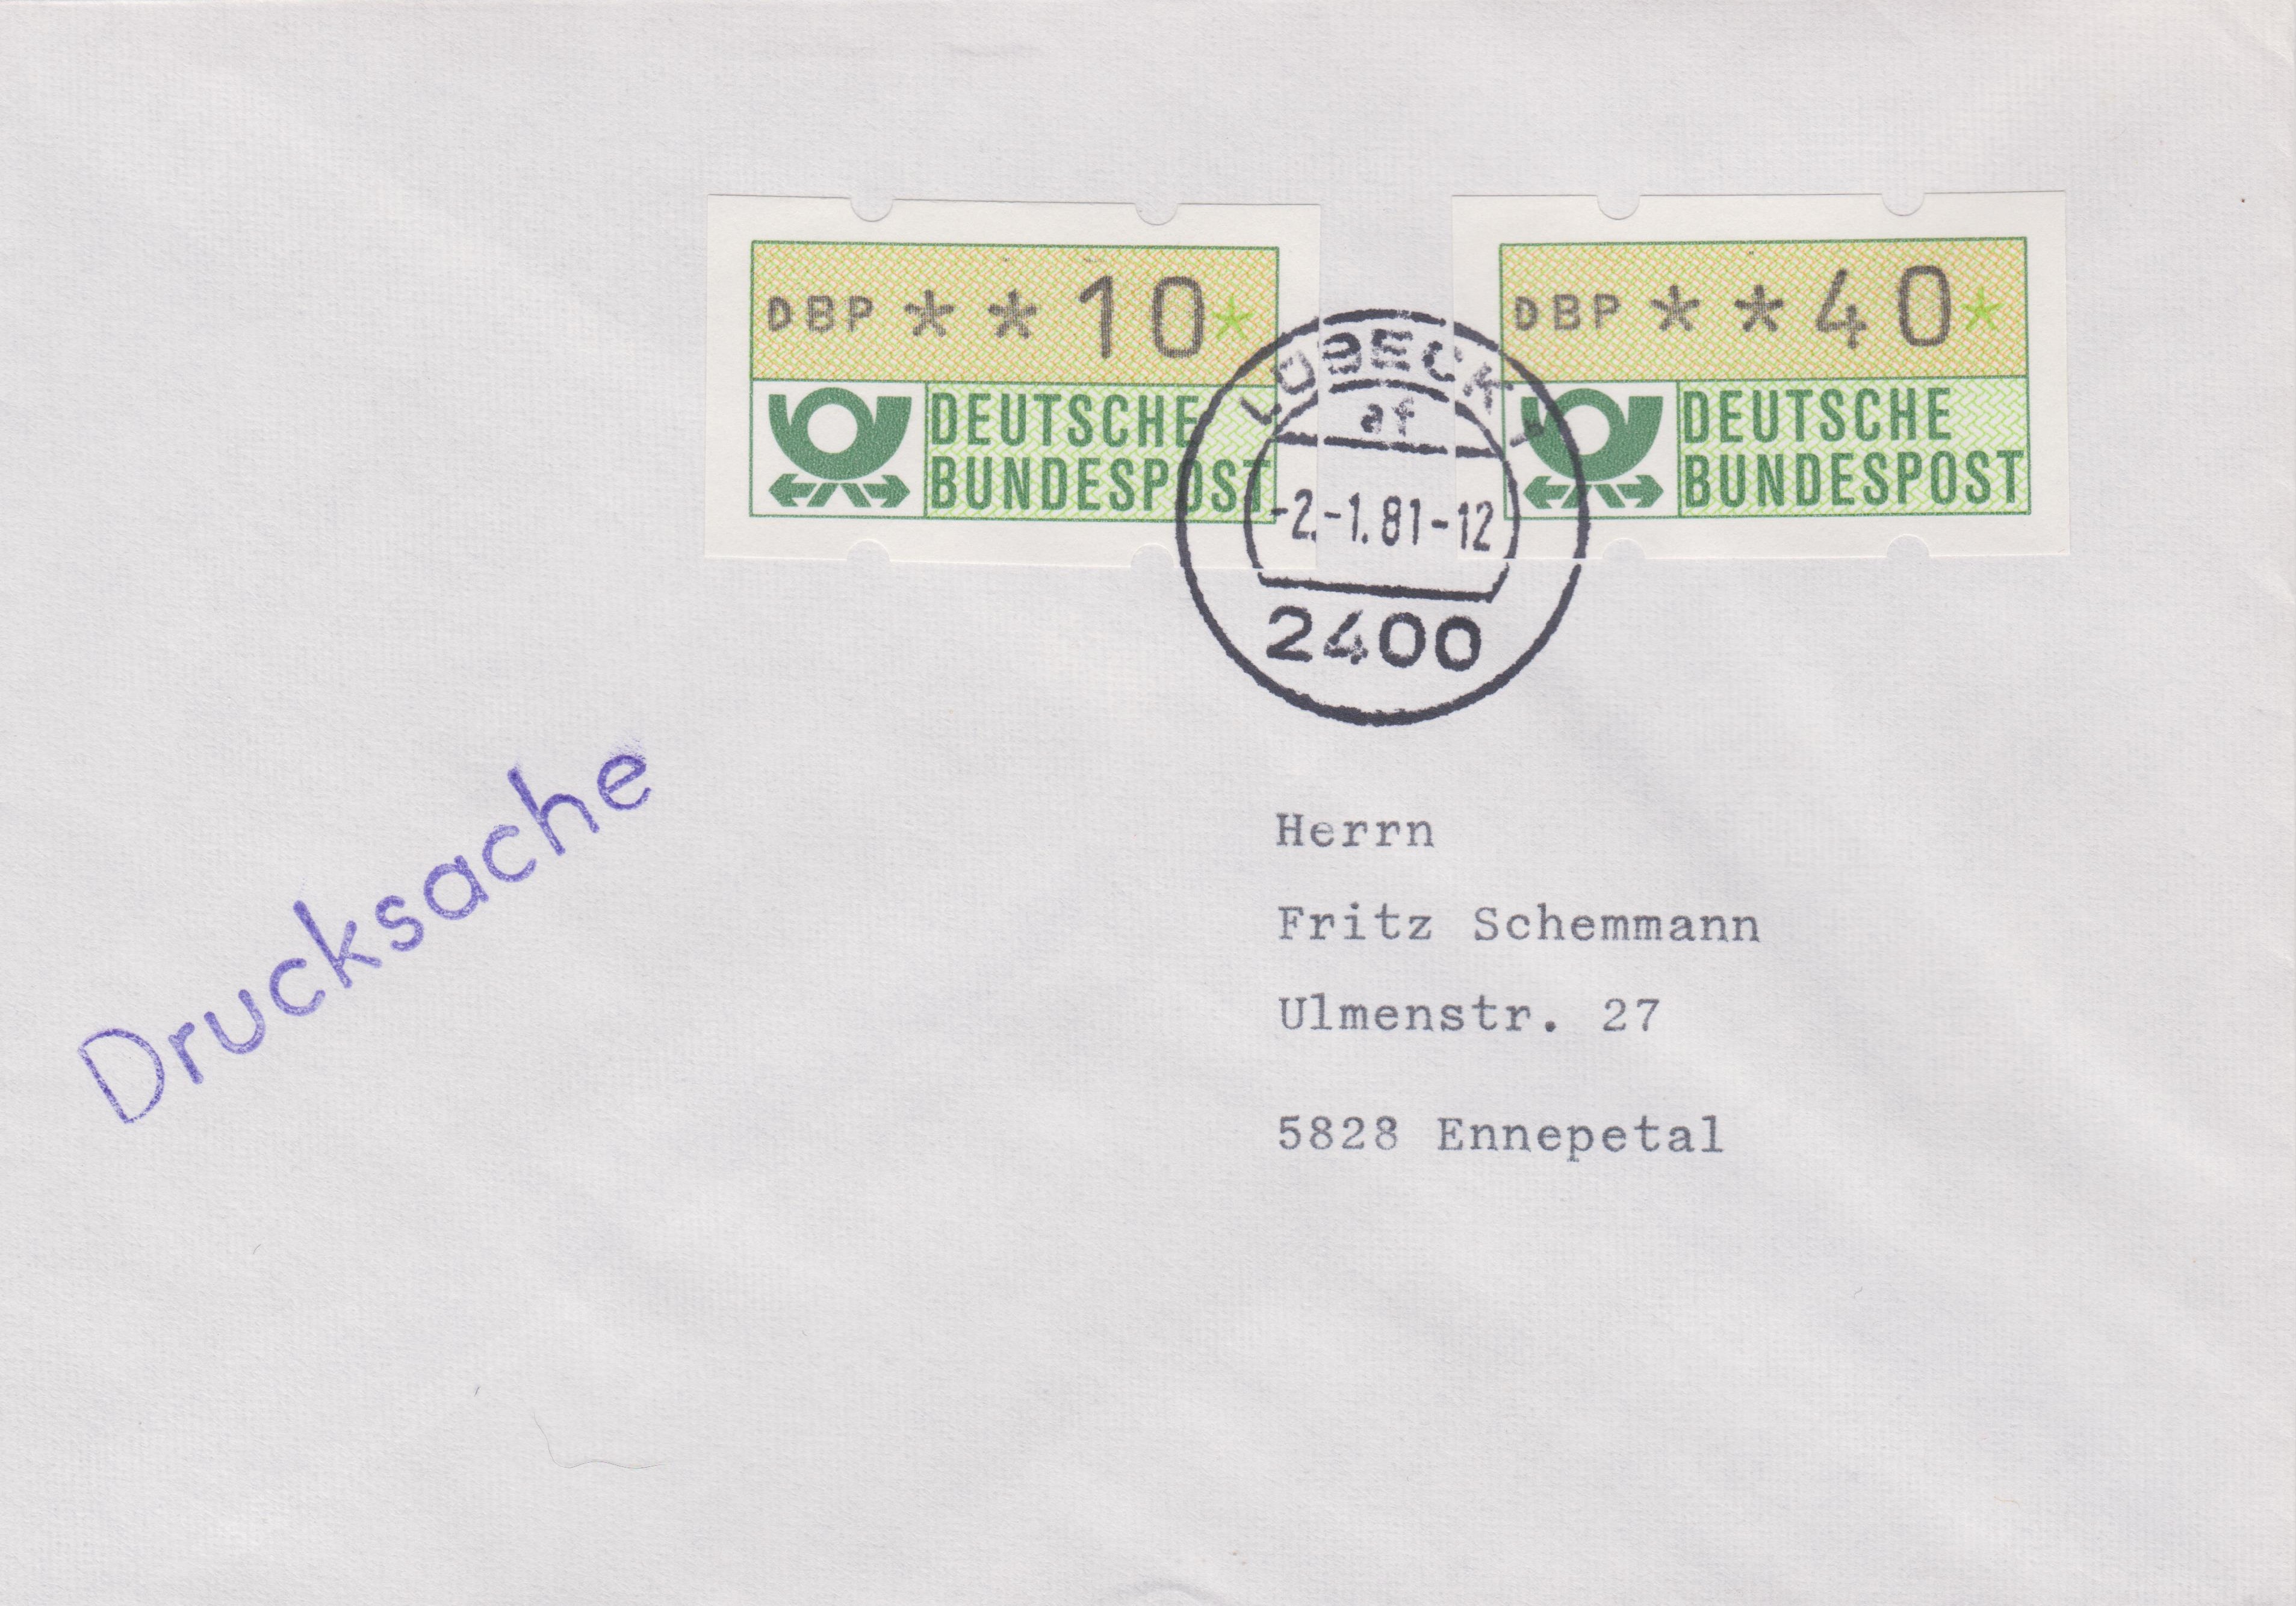 DBP **10*
DEUTSCHE
BUNDESPOST
DBP **40*
DEUTSCHE
BUNDESPOST
LÜBECK 1
af
-2.-1.81-12
2400
Drucksache
Herrn
Fritz Schemmann
Ulmenstr. 27
5828 Ennepetal